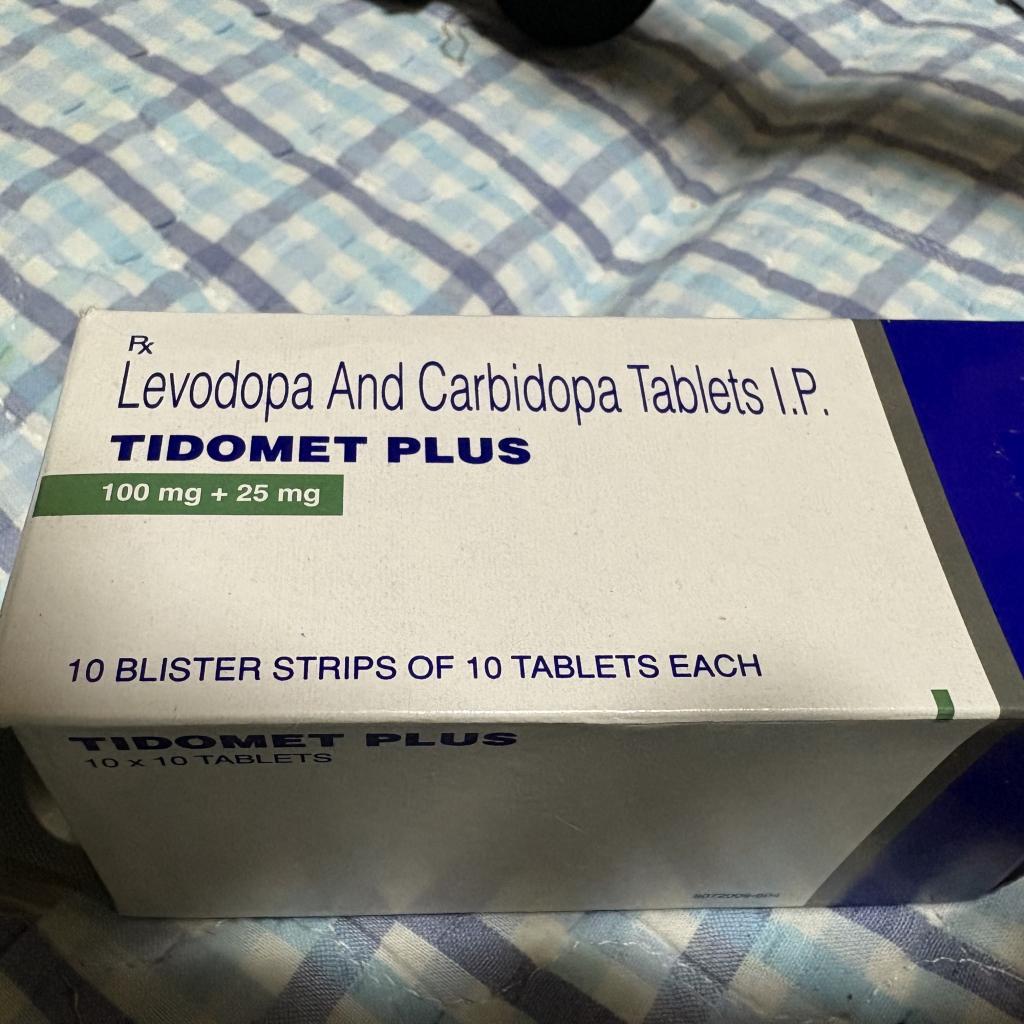 Rx
Levodopa And Carbidopa Tablets I.P.
TIDOMET PLUS
100 mg + 25 mg
10 BLISTER STRIPS OF 10 TABLETS EACH
TIDOMET PLUS
10 x 10 TABLETS